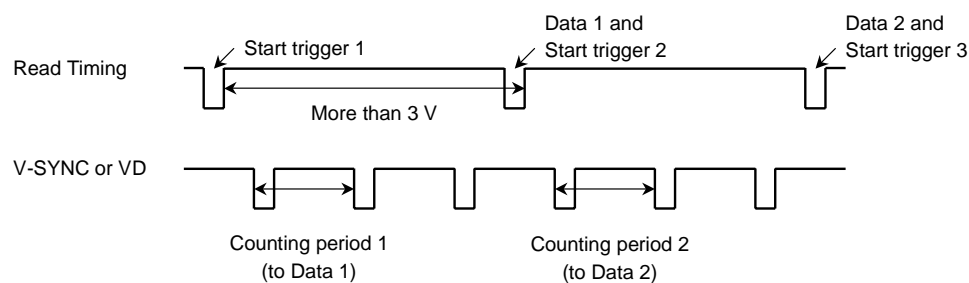 Start trigger 1
Data 1 and
Start trigger 2
Data 2 and
Start trigger 3
Read Timing
More than 3 V
V-SYNC or VD
Counting period 1
(to Data 1)
Counting period 2
(to Data 2)